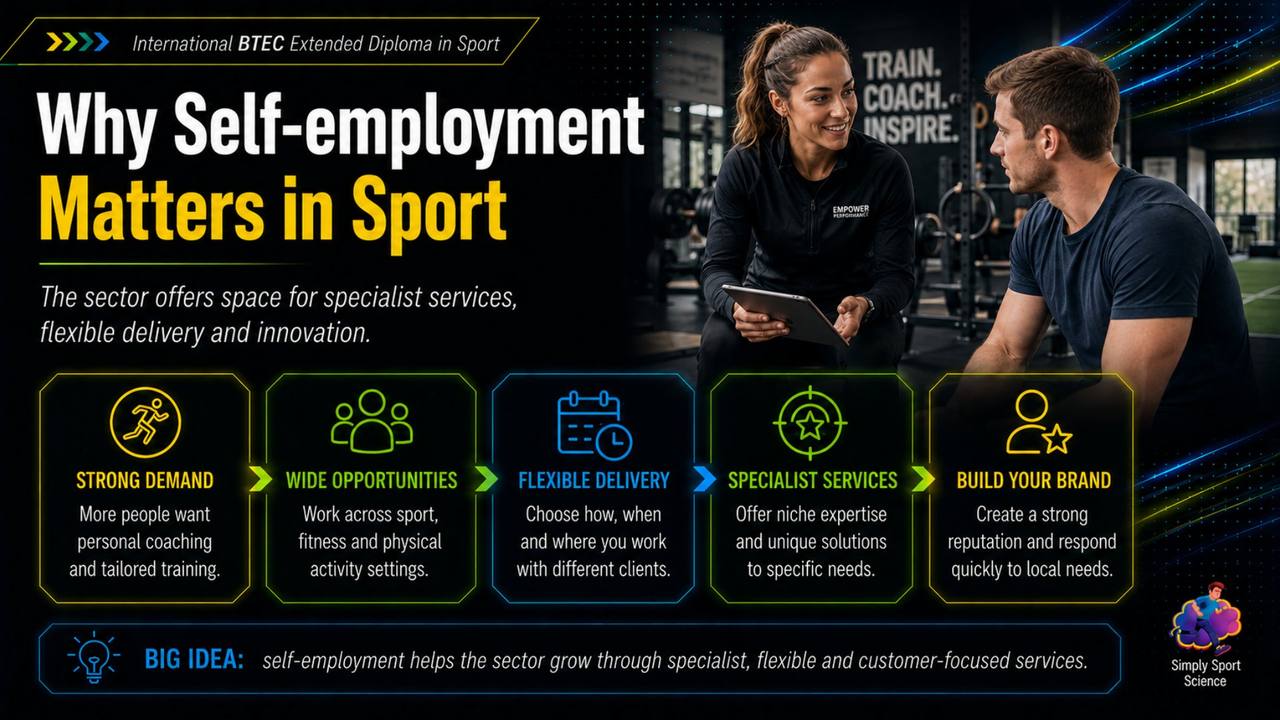 International BTEC Extended Diploma in Sport
Why Self-employment
Matters in Sport
The sector offers space for specialist services,
flexible delivery and innovation.
TRAIN.
COACH.
INSPIRE.
EMPOWER
PERFORMANCE
STRONG DEMAND
More people want
personal coaching
and tailored training.
WIDE OPPORTUNITIES
Work across sport,
fitness and physical
activity settings.
FLEXIBLE DELIVERY
Choose how, when
and where you work
with different clients.
SPECIALIST SERVICES
Offer niche expertise
and unique solutions
to specific needs.
BUILD YOUR BRAND
Create a strong
reputation and respond
quickly to local needs.
BIG IDEA: self-employment helps the sector grow through specialist, flexible and customer-focused services.
Simply Sport
Science